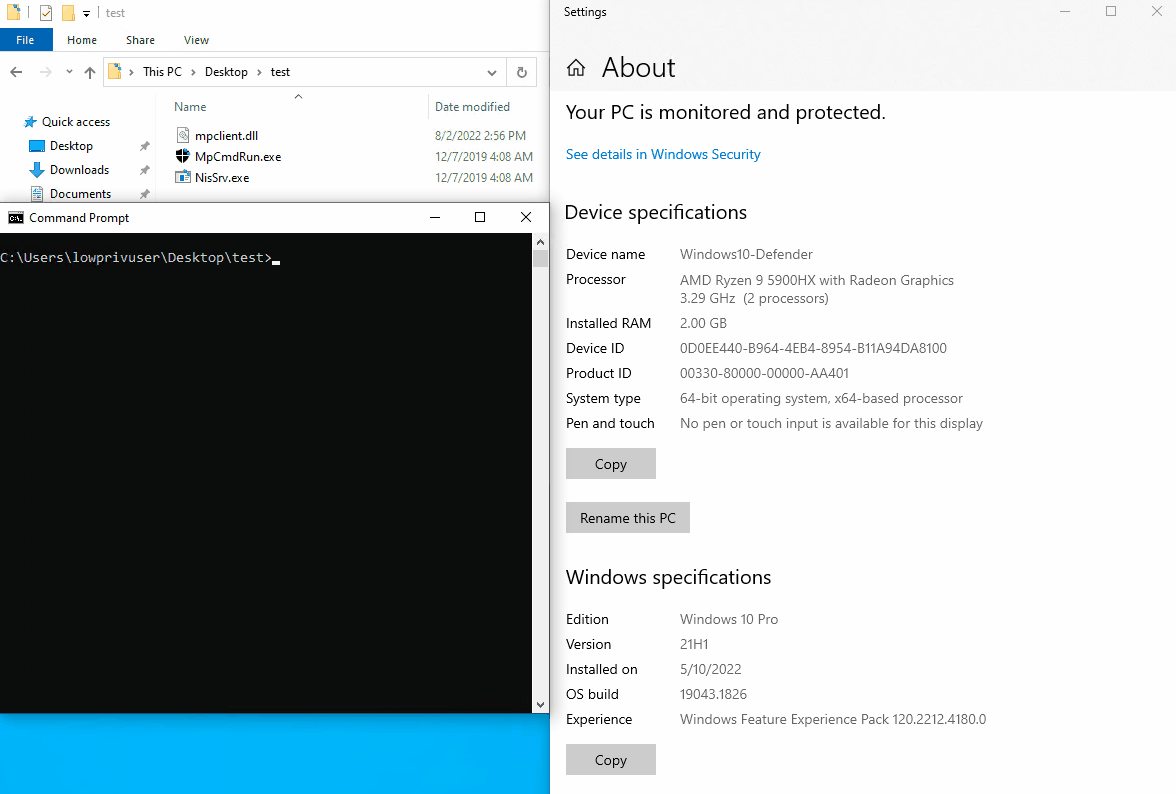 test
File Home Share View
This PC Desktop test
Name Date modified
Quick access
Desktop
Downloads
Documents
mpclient.dll 8/2/2022 2:56 PM
MpCmdRun.exe 12/7/2019 4:08 AM
NisSrv.exe 12/7/2019 4:08 AM
C:\. Command Prompt
C:\Users\lowprivuser\Desktop\test>
Settings
About
Your PC is monitored and protected.
See details in Windows Security
Device specifications
Device name Windows10-Defender
Processor AMD Ryzen 9 5900HX with Radeon Graphics
3.29 GHz (2 processors)
Installed RAM 2.00 GB
Device ID 0D0EE440-B964-4EB4-8954-B11A94DA8100
Product ID 00330-80000-00000-AA401
System type 64-bit operating system, x64-based processor
Pen and touch No pen or touch input is available for this display
Copy
Rename this PC
Windows specifications
Edition Windows 10 Pro
Version 21H1
Installed on 5/10/2022
OS build 19043.1826
Experience Windows Feature Experience Pack 120.2212.4180.0
Copy